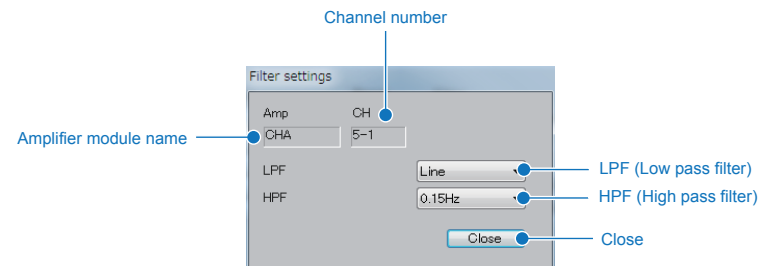 Channel number
Filter settings
Amp CH
Amplifier module name CHA 5-1
LPF Line LPF (Low pass filter)
HPF 0.15Hz HPF (High pass filter)
Close Close